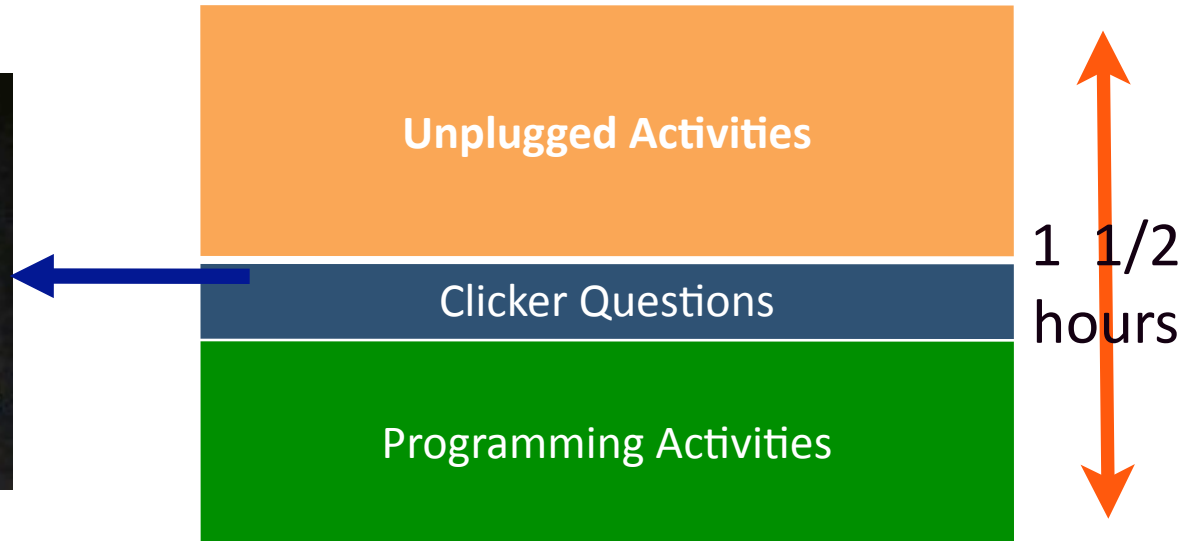 Unplugged Activities
Clicker Questions
Programming Activities
1 1/2
hours